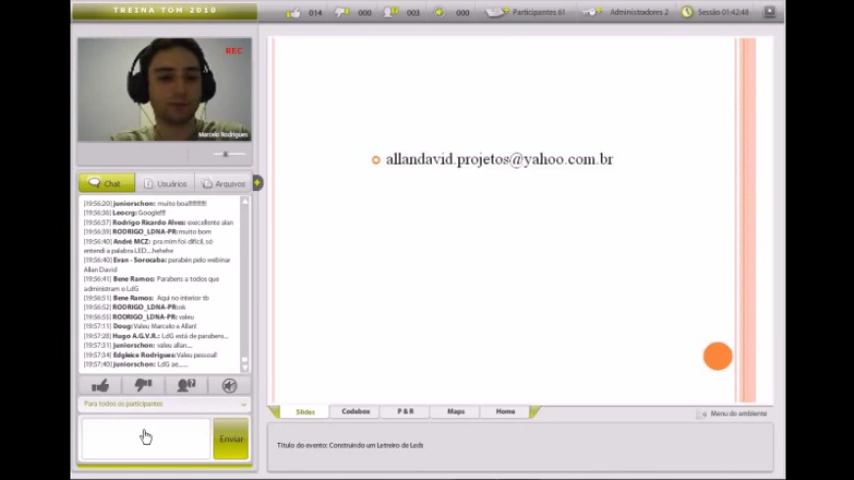 TREINA TOM 2010
014
000
003
000
Participantes 61
Administradores 2
Sessão 01:42:48
REC
Marcelo Rodrigues
allandavid.projetos@yahoo.com.br
Chat
Usuários
Arquivos
[19:56:20] juniorschon: muito boa!!!!!!!!!!!
[19:56:36] Leocrg: Google!!!
[19:56:37] Rodrigo Ricardo Alves: execellente alan
[19:56:39] RODRIGO_LDNA-PR: muito bom
[19:56:40] André MCZ: pra mim foi difícil, só
entendi a palabra LED....hehehe
[19:56:40] Evan - Sorocaba: parabén pelo webinar
Allan David
[19:56:41] Bene Ramos: Parabens a todos que
administram o LdG
[19:56:51] Bene Ramos: Aqui no interior tb
[19:56:52] RODRIGO_LDNA-PR: ok
[19:56:55] RODRIGO_LDNA-PR: valeu
[19:57:11] Doug: Valeu Marcelo e Allan!
[19:57:28] Hugo A.G.V.R.: LdG está de parabens...
[19:57:31] juniorschon: valeu allan....
[19:57:34] Edgleice Rodrigues: Valeu pessoal!
[19:57:40] juniorschon: LdG ae......
Para todos os participantes
Enviar
Slides
Codebox
P & R
Maps
Home
Menu do ambiente
Título do evento: Construindo um Letreiro de Leds